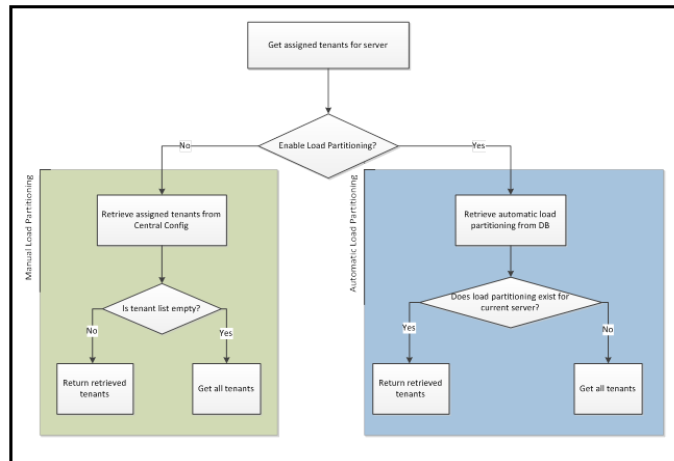 Get assigned tenants for server
Enable Load Partitioning?
No
Yes
Manual Load Partitioning
Retrieve assigned tenants from
Central Config
Is tenant list empty?
No
Yes
Return retrieved
tenants
Get all tenants
Automatic Load Partitioning
Retrieve automatic load
partitioning from DB
Does load partitioning exist for
current server?
Yes
No
Return retrieved
tenants
Get all tenants